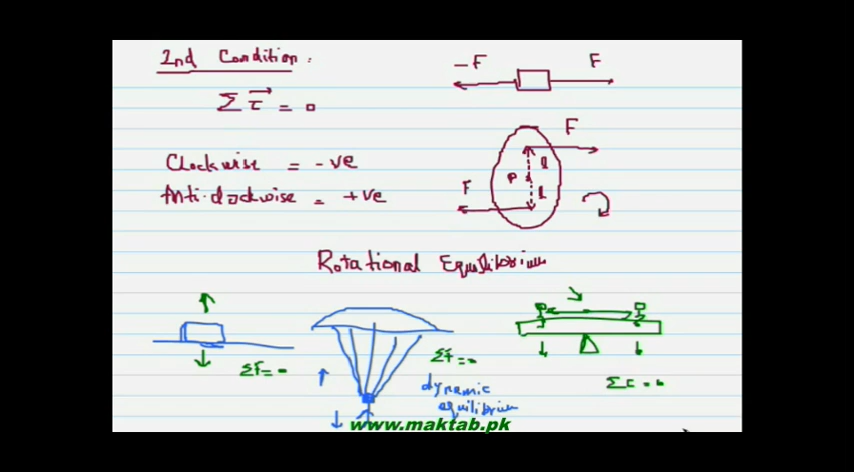 2nd Condition :
-F F
Σ τ = 0
F
Clockwise = -ve
l
P
F
Anti-clockwise = +ve
l
Rotational Equilibrium
ΣF = 0
ΣF = 0
dynamic
equilibrium
Στ = 0
www.maktab.pk